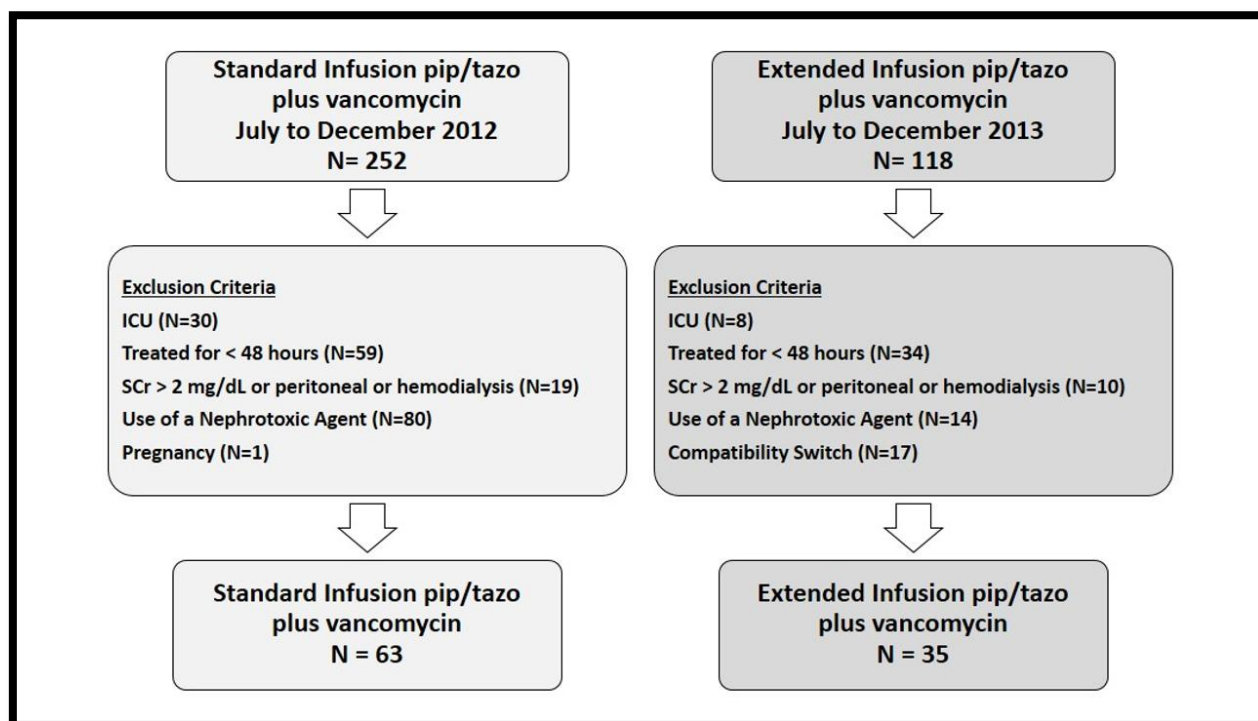 Standard Infusion pip/tazo
plus vancomycin
July to December 2012
N= 252
Extended Infusion pip/tazo
plus vancomycin
July to December 2013
N= 118
Exclusion Criteria
ICU (N=30)
Treated for < 48 hours (N=59)
SCr > 2 mg/dL or peritoneal or hemodialysis (N=19)
Use of a Nephrotoxic Agent (N=80)
Pregnancy (N=1)
Exclusion Criteria
ICU (N=8)
Treated for < 48 hours (N=34)
SCr > 2 mg/dL or peritoneal or hemodialysis (N=10)
Use of a Nephrotoxic Agent (N=14)
Compatibility Switch (N=17)
Standard Infusion pip/tazo
plus vancomycin
N = 63
Extended Infusion pip/tazo
plus vancomycin
N = 35